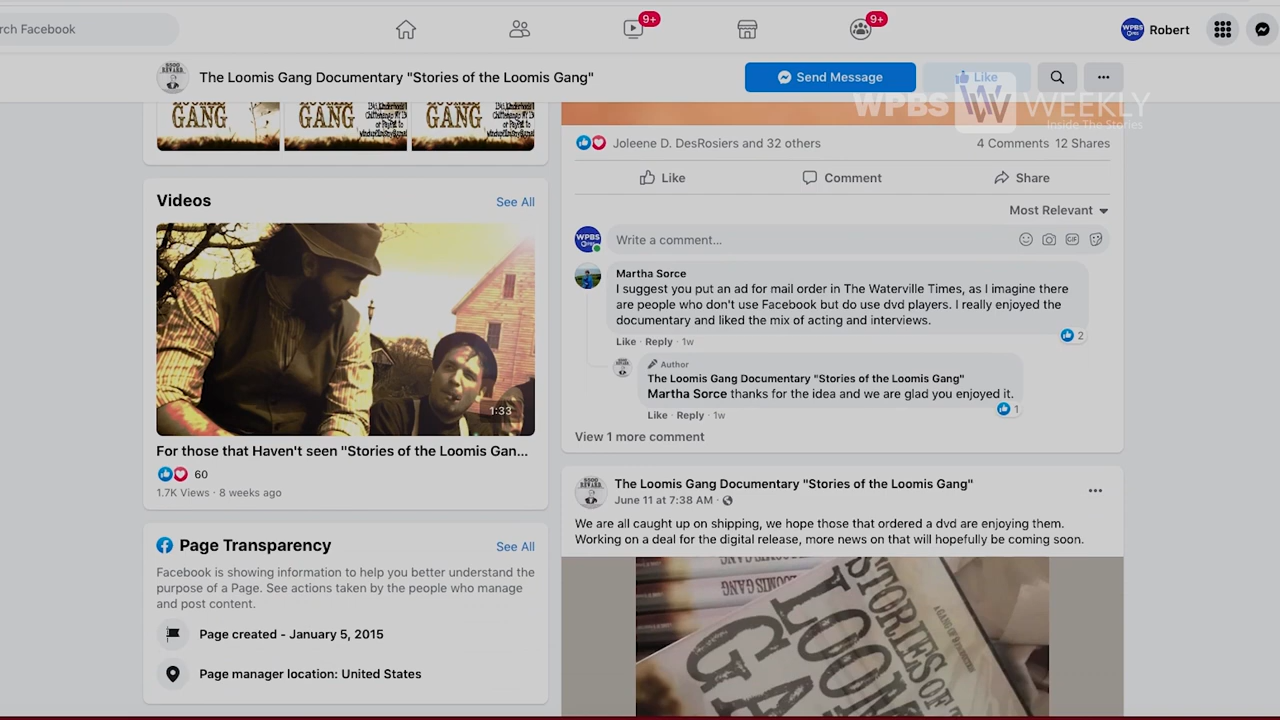 rch Facebook
9+
9+
WPBS
Robert
$500
REWARD
The Loomis Gang Documentary "Stories of the Loomis Gang"
Send Message
Like
WPBS W WEEKLY
Inside The Stories
GANG
GANG
GANG
Joleene D. DesRosiers and 32 others
4 Comments 12 Shares
Like
Comment
Share
Videos
See All
Most Relevant
WPBS
Write a comment...
GIF
Martha Sorce
I suggest you put an ad for mail order in The Waterville Times, as I imagine there
are people who don't use Facebook but do use dvd players. I really enjoyed the
documentary and liked the mix of acting and interviews.
2
Like · Reply · 1w
Author
The Loomis Gang Documentary "Stories of the Loomis Gang"
Martha Sorce thanks for the idea and we are glad you enjoyed it.
1
Like · Reply · 1w
View 1 more comment
1:33
For those that Haven't seen "Stories of the Loomis Gan...
60
1.7K Views · 8 weeks ago
$500
REWARD
The Loomis Gang Documentary "Stories of the Loomis Gang"
June 11 at 7:38 AM ·
We are all caught up on shipping, we hope those that ordered a dvd are enjoying them.
Working on a deal for the digital release, more news on that will hopefully be coming soon.
Page Transparency
See All
Facebook is showing information to help you better understand the
purpose of a Page. See actions taken by the people who manage
and post content.
Page created - January 5, 2015
Page manager location: United States
LOOMIS GANG
STORIES OF T
LOOM
GA